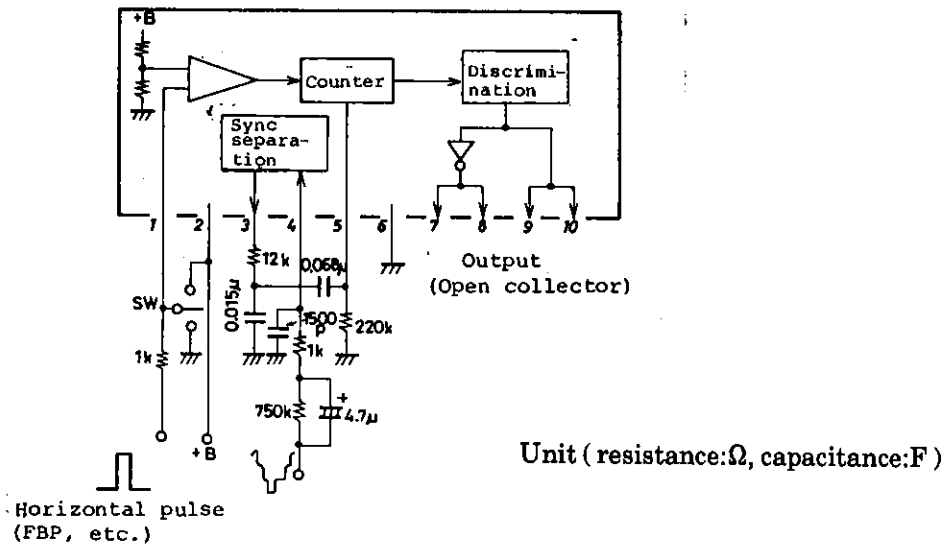 +B
Counter
Discrimi-
nation
Sync
separa-
tion
1 2 3 4 5 6 7 8 9 10
Output
(Open collector)
12k
0.068μ
SW
0.015μ
1500
P
220k
1k
1k
750k
+
4.7μ
+B
Unit ( resistance:Ω, capacitance:F )
Horizontal pulse
(FBP, etc.)